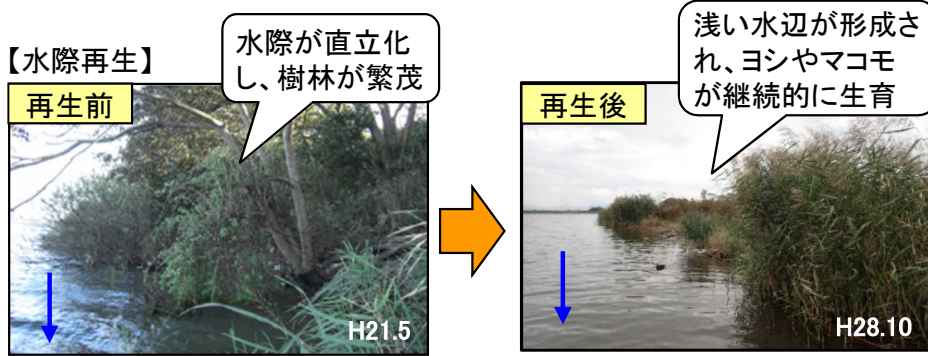 【水際再生】
再生前
水際が直立化
し、樹林が繁茂
H21.5
再生後
浅い水辺が形成さ
れ、ヨシやマコモ
が継続的に生育
H28.10